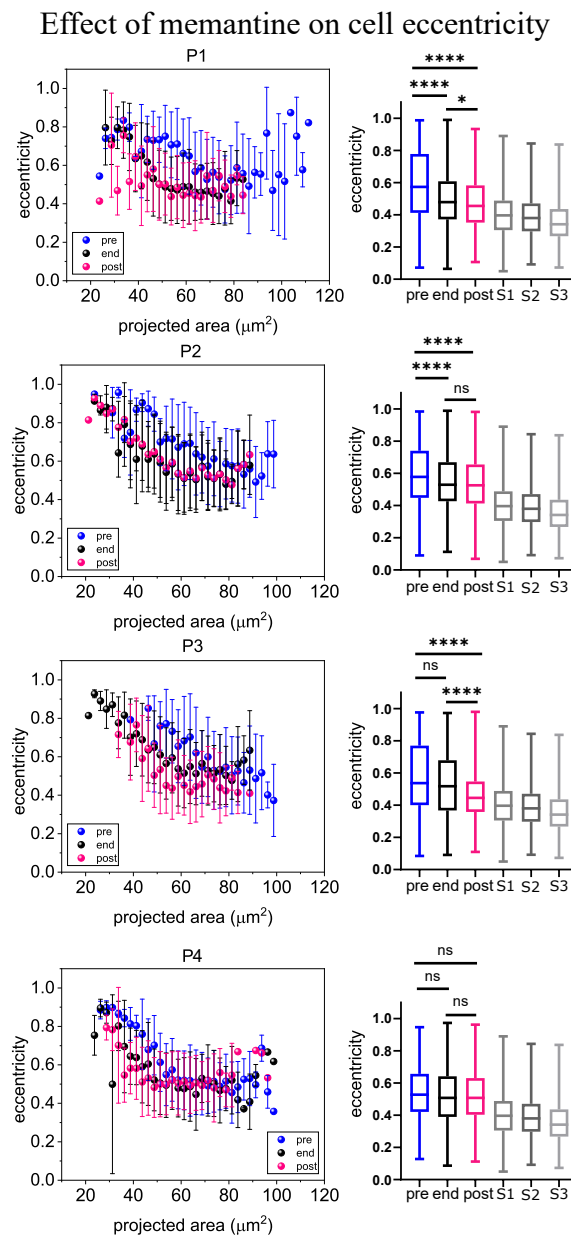 Effect of memantine on cell eccentricity
P1
eccentricity
1.0
0.8
0.6
0.4
0.2
0.0
pre
end
post
20 40 60 80 100 120
projected area (μm²)
****
****
*
eccentricity
1.0
0.8
0.6
0.4
0.2
0.0
pre end post S1 S2 S3
P2
eccentricity
1.0
0.8
0.6
0.4
0.2
0.0
pre
end
post
20 40 60 80 100 120
projected area (μm²)
****
****
ns
eccentricity
1.0
0.8
0.6
0.4
0.2
0.0
pre end post S1 S2 S3
P3
eccentricity
1.0
0.8
0.6
0.4
0.2
0.0
pre
end
post
20 40 60 80 100 120
projected area (μm²)
****
ns
****
eccentricity
1.0
0.8
0.6
0.4
0.2
0.0
pre end post S1 S2 S3
P4
eccentricity
1.0
0.8
0.6
0.4
0.2
0.0
pre
end
post
20 40 60 80 100 120
projected area (μm²)
ns
ns
ns
eccentricity
1.0
0.8
0.6
0.4
0.2
0.0
pre end post S1 S2 S3